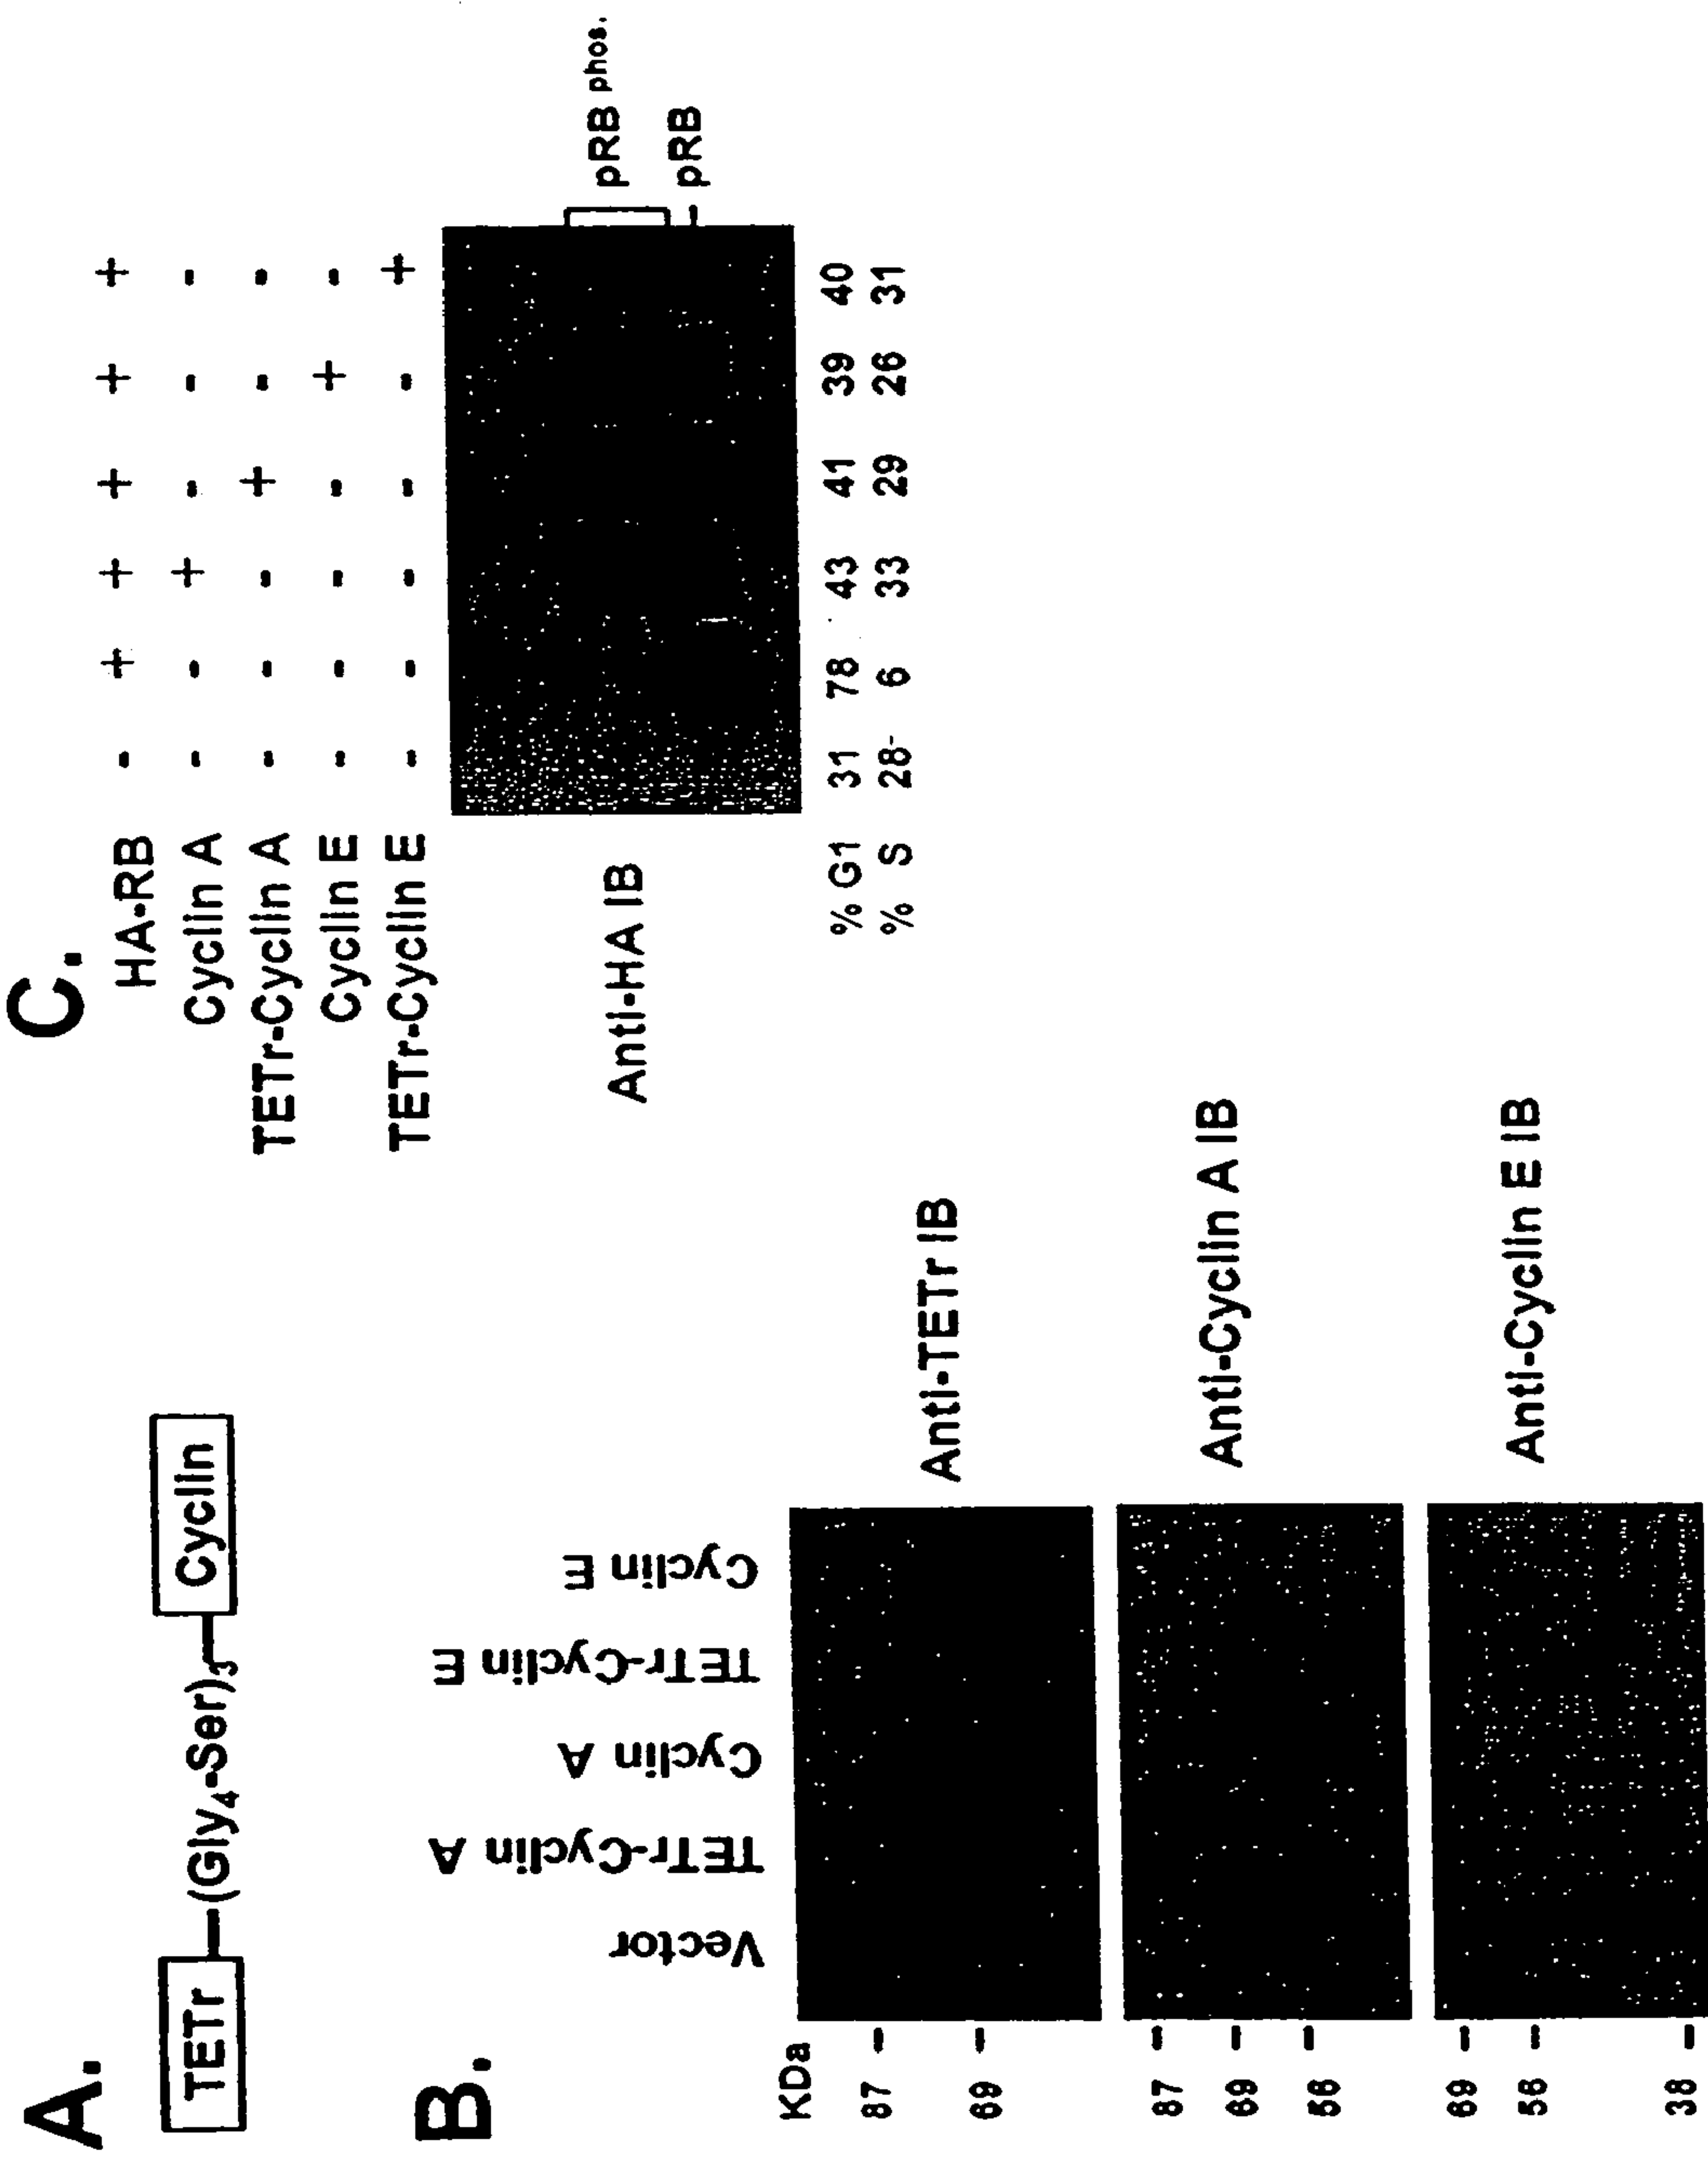 A.
TETr—(Gly4-Ser)3—Cyclin
B.
Vector
TETr-Cyclin A
Cyclin A
TETr-Cyclin E
Cyclin E
KDa
87 –
69 –
Anti-TETr IB
87 –
69 –
56 –
Anti-Cyclin A IB
69 –
56 –
38 –
Anti-Cyclin E IB
C.
HA-RB - + + + + +
Cyclin A - - + - - -
TETr-Cyclin A - - - + - -
Cyclin E - - - - + -
TETr-Cyclin E - - - - - +
Anti-HA IB
pRB phos.
– pRB
% G1 31 78 43 41 39 40
% S 28 6 33 29 26 31